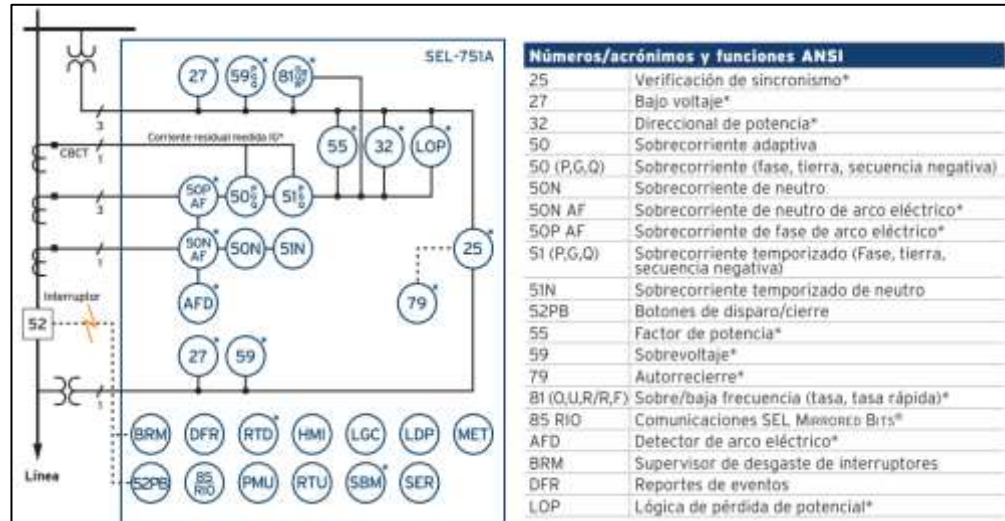 SEL-751A
27
59 P G Q
81
3
Corriente residual medida IG*
55
32
LOP
CBCT
1
50P AF
50 P G Q
51 P G Q
3
50N AF
50N
51N
25
1
AFD
79
Interruptor
52
27
59
1
BRM
DFR
RTD
HMI
LGC
LDP
MET
52PB
85 RIO
PMU
RTU
SBM
SER
Línea
Números/acrónimos y funciones ANSI
25 Verificación de sincronismo*
27 Bajo voltaje*
32 Direccional de potencia*
50 Sobrecorriente adaptiva
50 (P,G,Q) Sobrecorriente (fase, tierra, secuencia negativa)
50N Sobrecorriente de neutro
50N AF Sobrecorriente de neutro de arco eléctrico*
50P AF Sobrecorriente de fase de arco eléctrico*
51 (P,G,Q) Sobrecorriente temporizado (Fase, tierra,
secuencia negativa)
51N Sobrecorriente temporizado de neutro
52PB Botones de disparo/cierre
55 Factor de potencia*
59 Sobrevoltaje*
79 Autorrecierre*
81 (O,U,R/R,F) Sobre/baja frecuencia (tasa, tasa rápida)*
85 RIO Comunicaciones SEL MIRRORED BITS®
AFD Detector de arco eléctrico*
BRM Supervisor de desgaste de interruptores
DFR Reportes de eventos
LOP Lógica de pérdida de potencial*